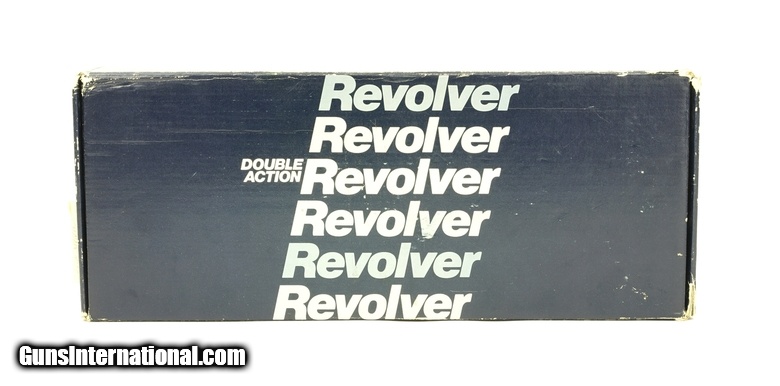 Revolver
Revolver
DOUBLE
ACTION Revolver
Revolver
Revolver
Revolver
GunsInternational.com